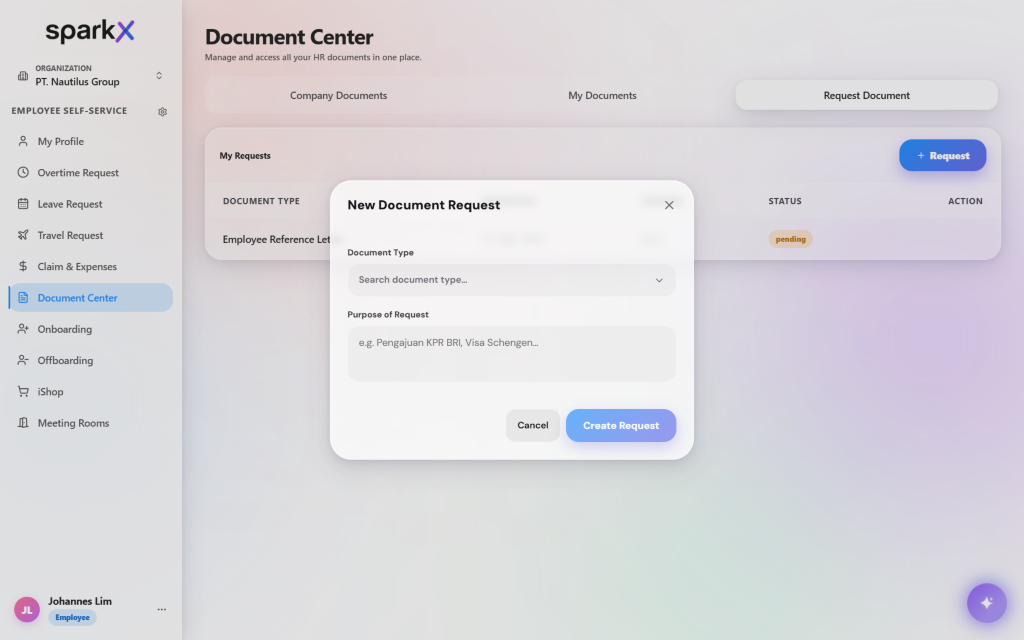 sparkX
ORGANIZATION
PT. Nautilus Group
EMPLOYEE SELF-SERVICE
My Profile
Overtime Request
Leave Request
Travel Request
Claim & Expenses
Document Center
Onboarding
Offboarding
iShop
Meeting Rooms
JL
Johannes Lim
Employee
Document Center
Manage and access all your HR documents in one place.
Company Documents
My Documents
Request Document
My Requests
+ Request
DOCUMENT TYPE
STATUS
ACTION
Employee Reference Let
pending
New Document Request
Document Type
Search document type...
Purpose of Request
e.g. Pengajuan KPR BRI, Visa Schengen...
Cancel
Create Request